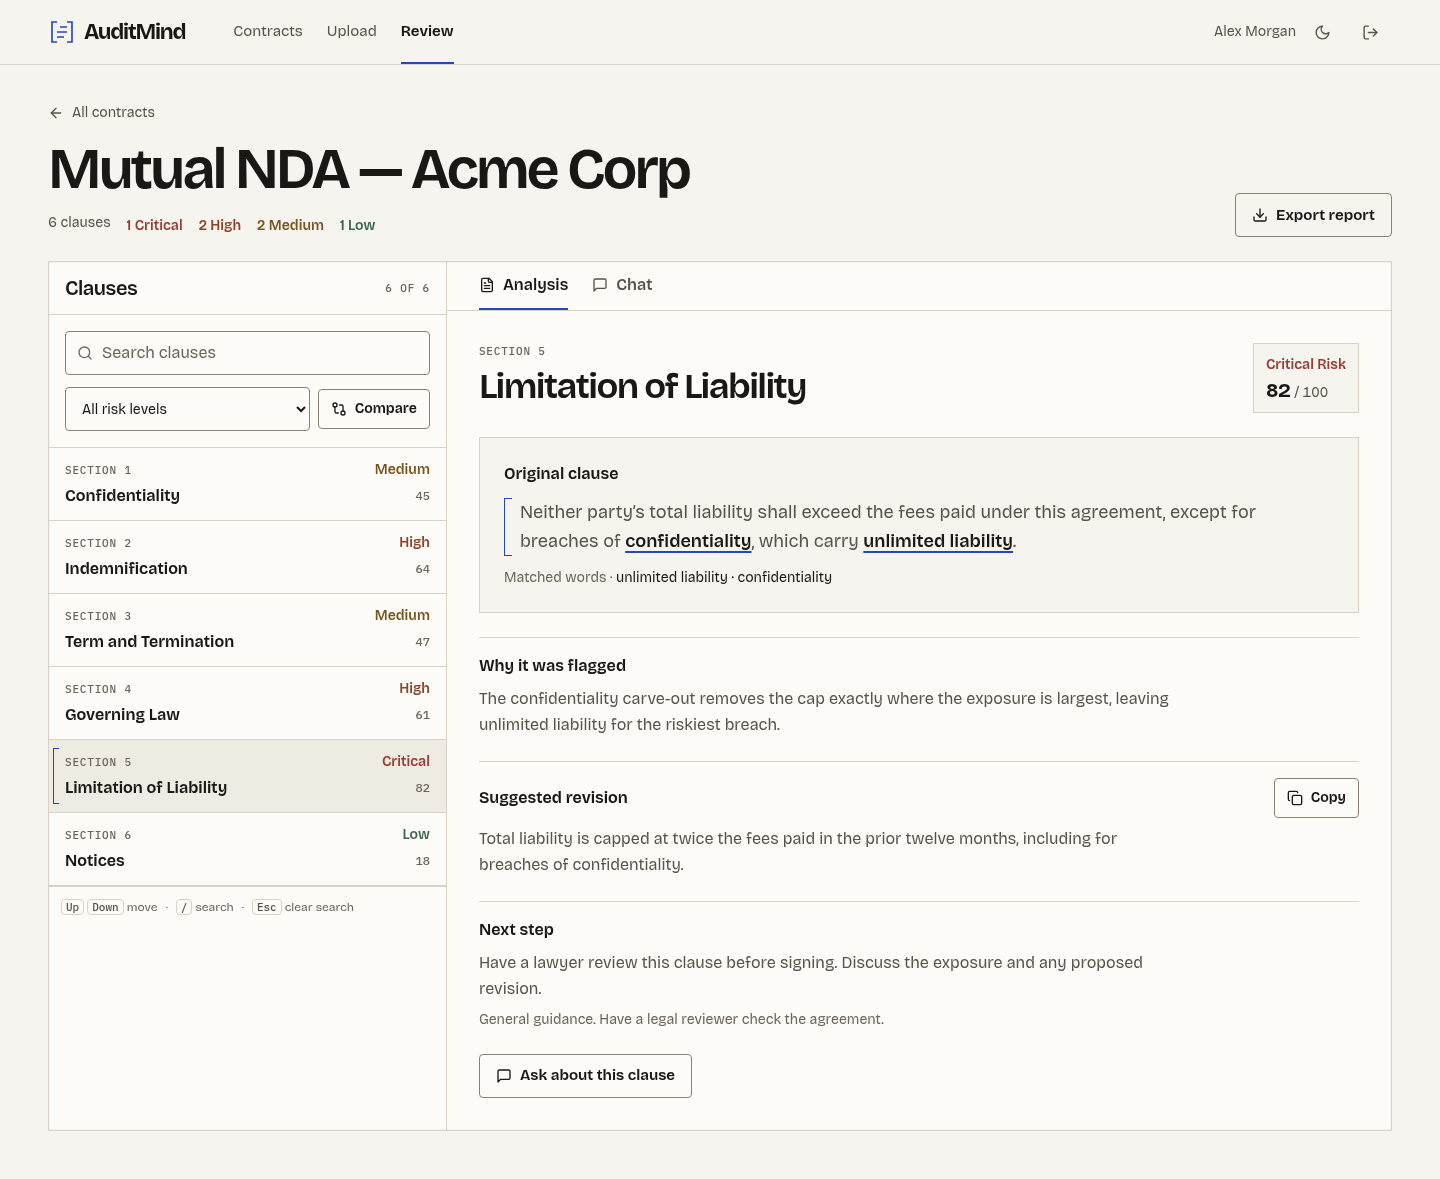 AuditMind
Contracts
Upload
Review
Alex Morgan
All contracts
Mutual NDA — Acme Corp
6 clauses 1 Critical 2 High 2 Medium 1 Low
Export report
Clauses
6 OF 6
Search clauses
All risk levels
Compare
SECTION 1 Medium
Confidentiality 45
SECTION 2 High
Indemnification 64
SECTION 3 Medium
Term and Termination 47
SECTION 4 High
Governing Law 61
SECTION 5 Critical
Limitation of Liability 82
SECTION 6 Low
Notices 18
Up Down move · / search · Esc clear search
Analysis
Chat
SECTION 5
Limitation of Liability
Critical Risk
82 / 100
Original clause
Neither party's total liability shall exceed the fees paid under this agreement, except for
breaches of confidentiality, which carry unlimited liability.
Matched words · unlimited liability · confidentiality
Why it was flagged
The confidentiality carve-out removes the cap exactly where the exposure is largest, leaving
unlimited liability for the riskiest breach.
Suggested revision
Copy
Total liability is capped at twice the fees paid in the prior twelve months, including for
breaches of confidentiality.
Next step
Have a lawyer review this clause before signing. Discuss the exposure and any proposed
revision.
General guidance. Have a legal reviewer check the agreement.
Ask about this clause